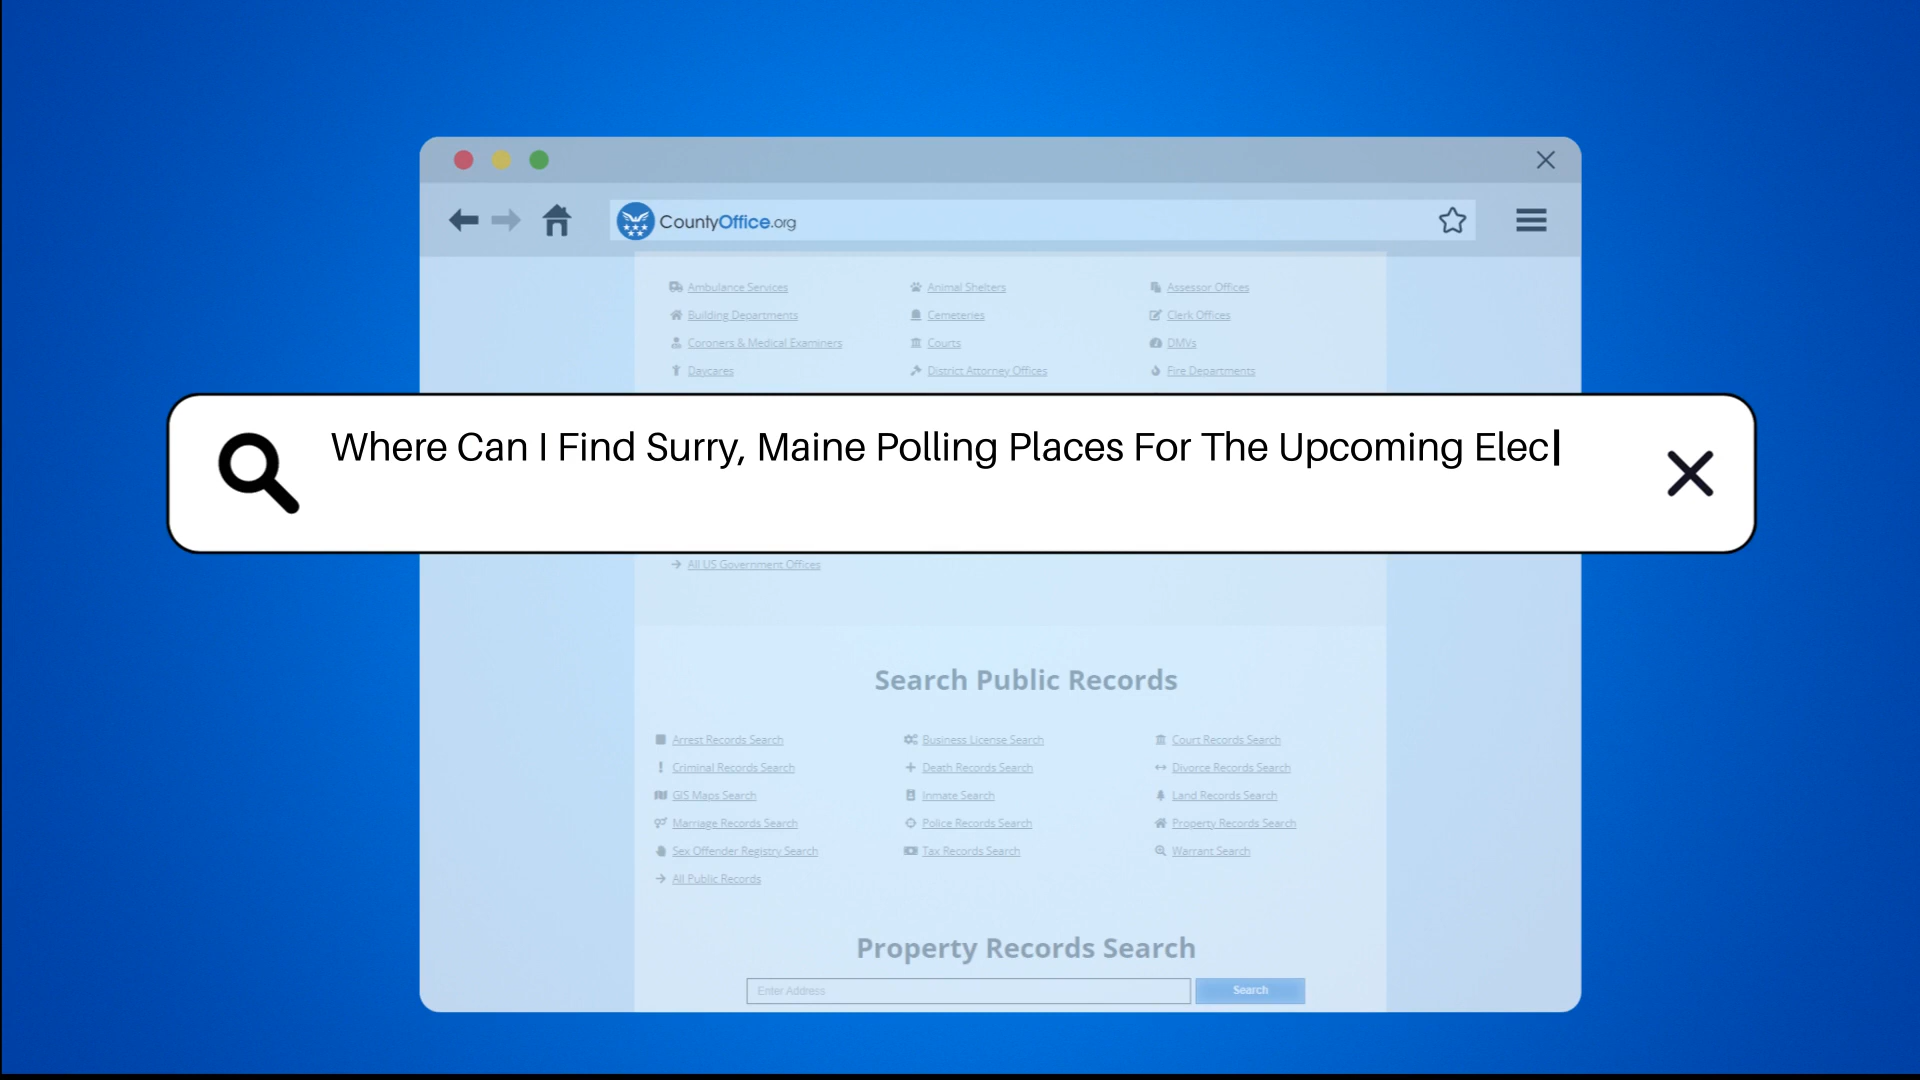 CountyOffice.org
Ambulance Services Animal Shelters Assessor Offices
Building Departments Cemeteries Clerk Offices
Coroners & Medical Examiners Courts DMVs
Daycares District Attorney Offices Fire Departments
Where Can I Find Surry, Maine Polling Places For The Upcoming Elec
All US Government Offices
Search Public Records
Arrest Records Search Business License Search Court Records Search
Criminal Records Search Death Records Search Divorce Records Search
GIS Maps Search Inmate Search Land Records Search
Marriage Records Search Police Records Search Property Records Search
Sex Offender Registry Search Tax Records Search Warrant Search
All Public Records
Property Records Search
Enter Address Search